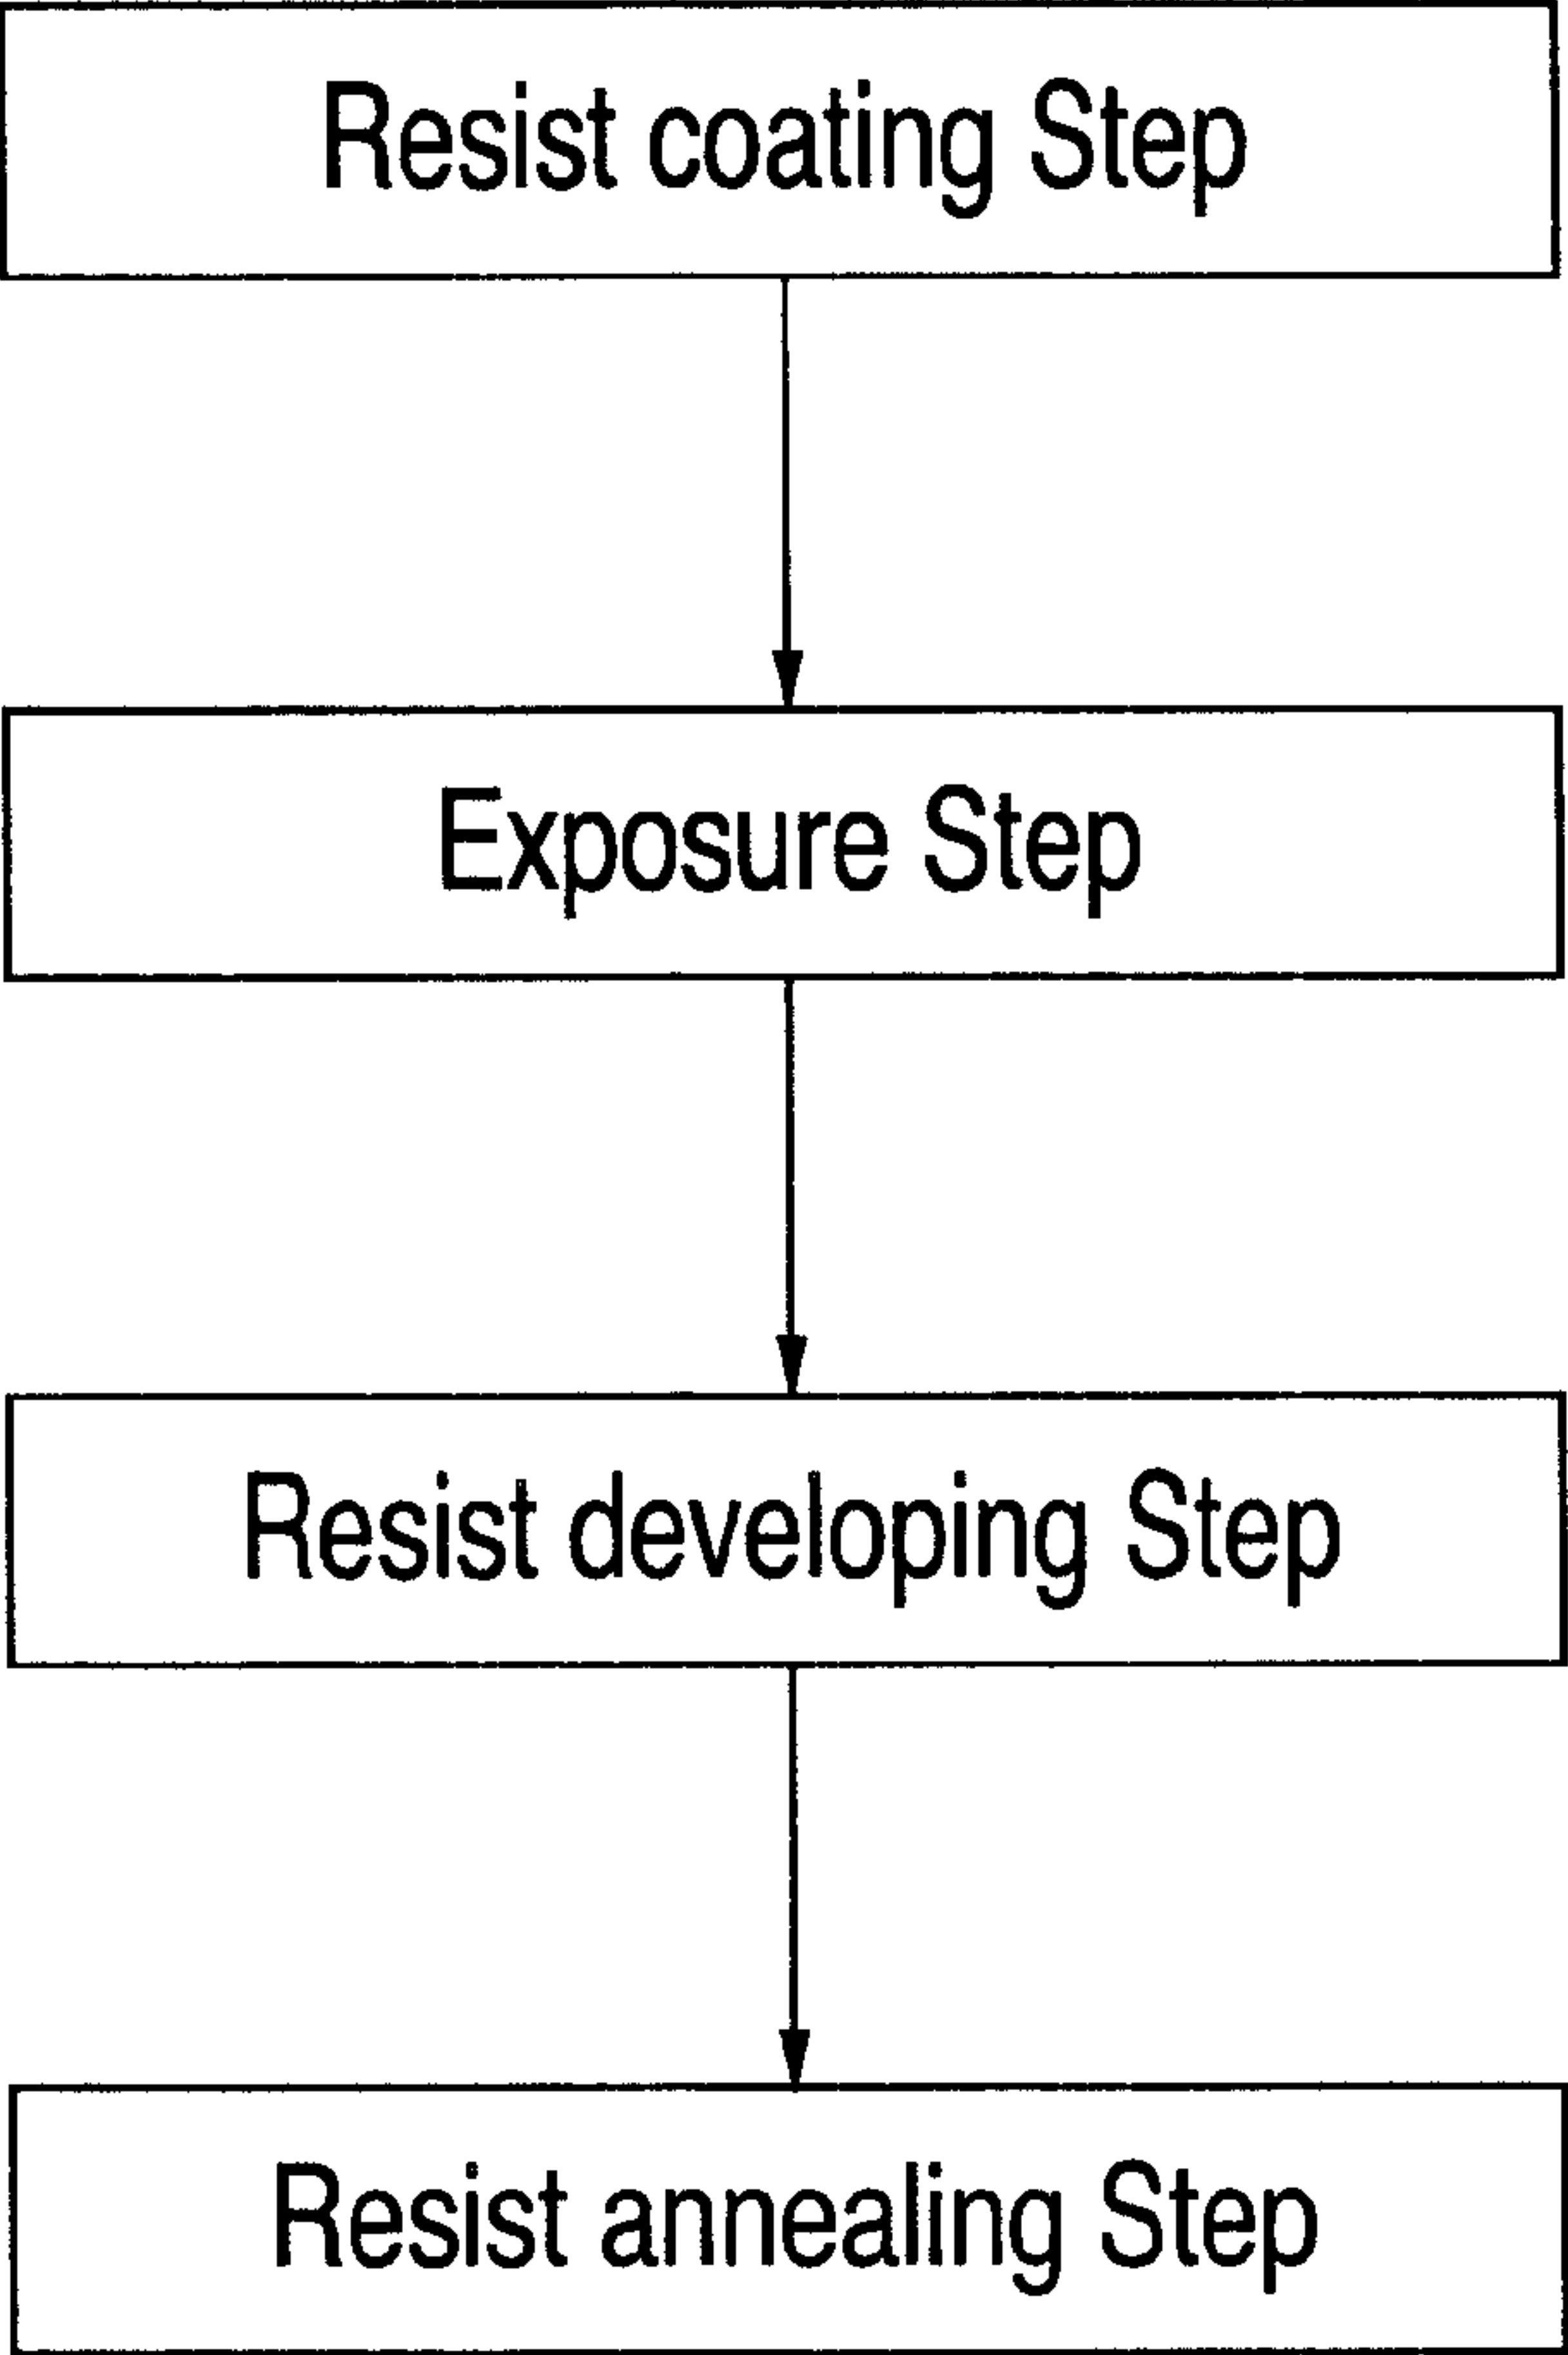 Resist coating Step
Exposure Step
Resist developing Step
Resist annealing Step